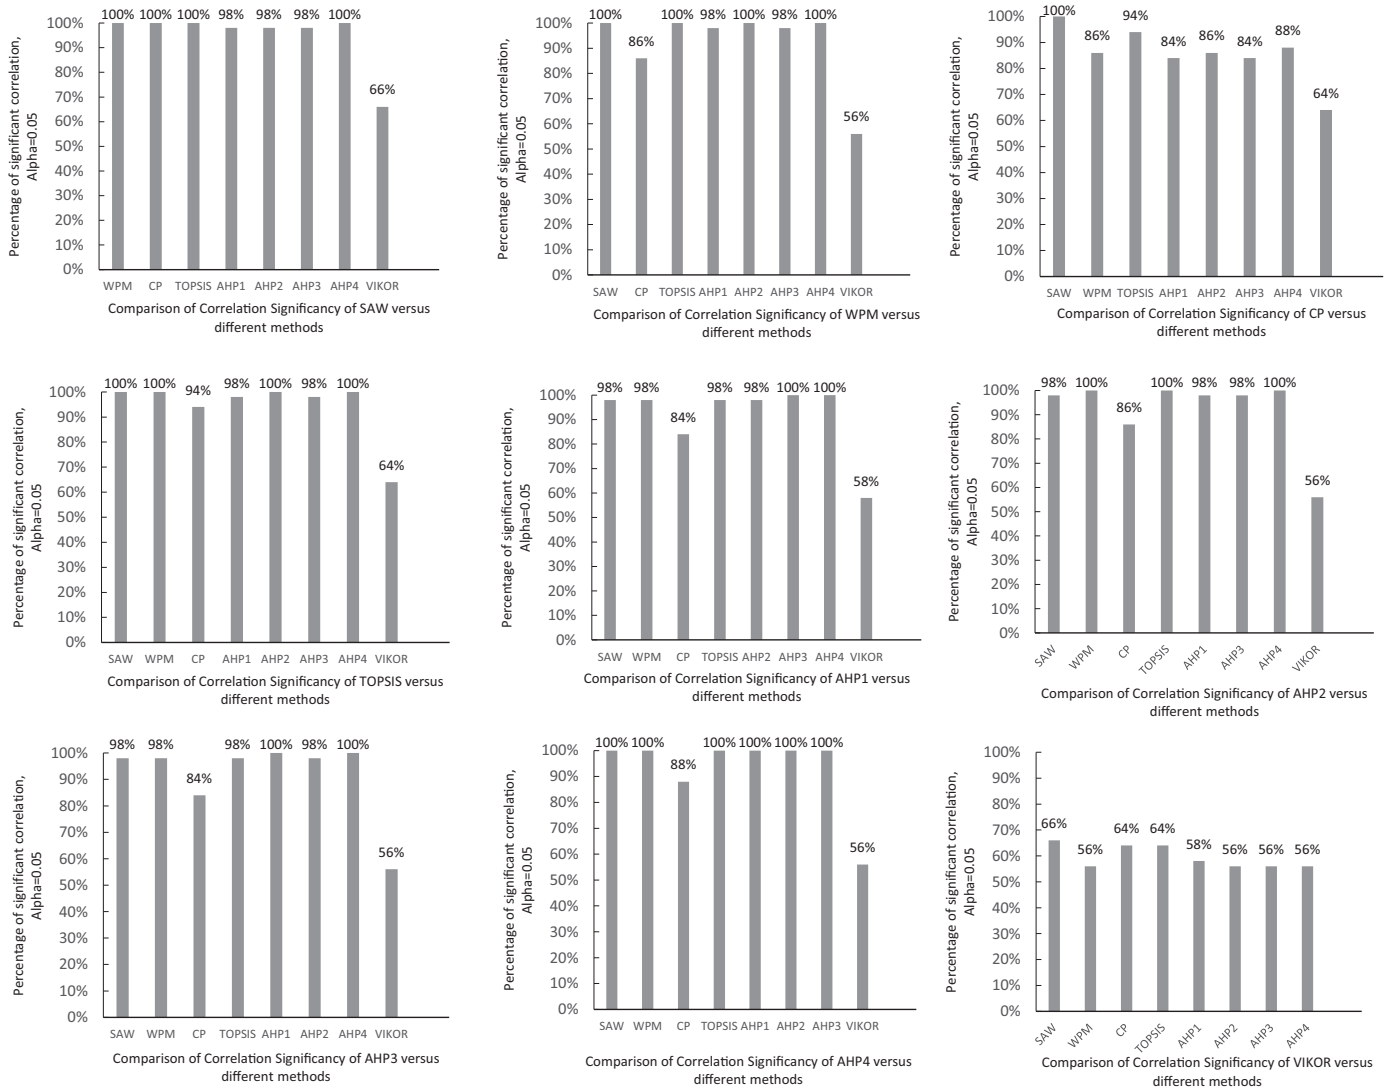 100% 100% 100% 98% 98% 98% 100%
66%
100%
90%
80%
70%
60%
50%
40%
30%
20%
10%
0%
Percentage of significant correlation,
Alpha=0.05
WPM CP TOPSIS AHP1 AHP2 AHP3 AHP4 VIKOR
Comparison of Correlation Significancy of SAW versus
different methods
100% 86% 100% 98% 100% 98% 100%
56%
100%
90%
80%
70%
60%
50%
40%
30%
20%
10%
0%
Percentage of significant correlation,
Alpha=0.05
SAW CP TOPSIS AHP1 AHP2 AHP3 AHP4 VIKOR
Comparison of Correlation Significancy of WPM versus
different methods
100% 86% 94% 84% 86% 84% 88%
64%
100%
90%
80%
70%
60%
50%
40%
30%
20%
10%
0%
Percentage of significant correlation,
Alpha=0.05
SAW WPM TOPSIS AHP1 AHP2 AHP3 AHP4 VIKOR
Comparison of Correlation Significancy of CP versus
different methods
100% 100% 94% 98% 100% 98% 100%
64%
100%
90%
80%
70%
60%
50%
40%
30%
20%
10%
0%
Percentage of significant correlation,
Alpha=0.05
SAW WPM CP AHP1 AHP2 AHP3 AHP4 VIKOR
Comparison of Correlation Significancy of TOPSIS versus
different methods
98% 98% 84% 98% 98% 100% 100%
58%
100%
90%
80%
70%
60%
50%
40%
30%
20%
10%
0%
Percentage of significant correlation,
Alpha=0.05
SAW WPM CP TOPSIS AHP2 AHP3 AHP4 VIKOR
Comparison of Correlation Significancy of AHP1 versus
different methods
98% 100% 86% 100% 98% 98% 100%
56%
100%
90%
80%
70%
60%
50%
40%
30%
20%
10%
0%
Percentage of significant correlation,
Alpha=0.05
SAW WPM CP TOPSIS AHP1 AHP3 AHP4 VIKOR
Comparison of Correlation Significancy of AHP2 versus
different methods
98% 98% 84% 98% 100% 98% 100%
56%
100%
90%
80%
70%
60%
50%
40%
30%
20%
10%
0%
Percentage of significant correlation,
Alpha=0.05
SAW WPM CP TOPSIS AHP1 AHP2 AHP4 VIKOR
Comparison of Correlation Significancy of AHP3 versus
different methods
100% 100% 88% 100% 100% 100% 100%
56%
100%
90%
80%
70%
60%
50%
40%
30%
20%
10%
0%
Percentage of significant correlation,
Alpha=0.05
SAW WPM CP TOPSIS AHP1 AHP2 AHP3 VIKOR
Comparison of Correlation Significancy of AHP4 versus
different methods
66% 56% 64% 64% 58% 56% 56% 56%
100%
90%
80%
70%
60%
50%
40%
30%
20%
10%
0%
Percentage of significant correlation,
Alpha=0.05
SAW WPM CP TOPSIS AHP1 AHP2 AHP3 AHP4
Comparison of Correlation Significancy of VIKOR versus
different methods